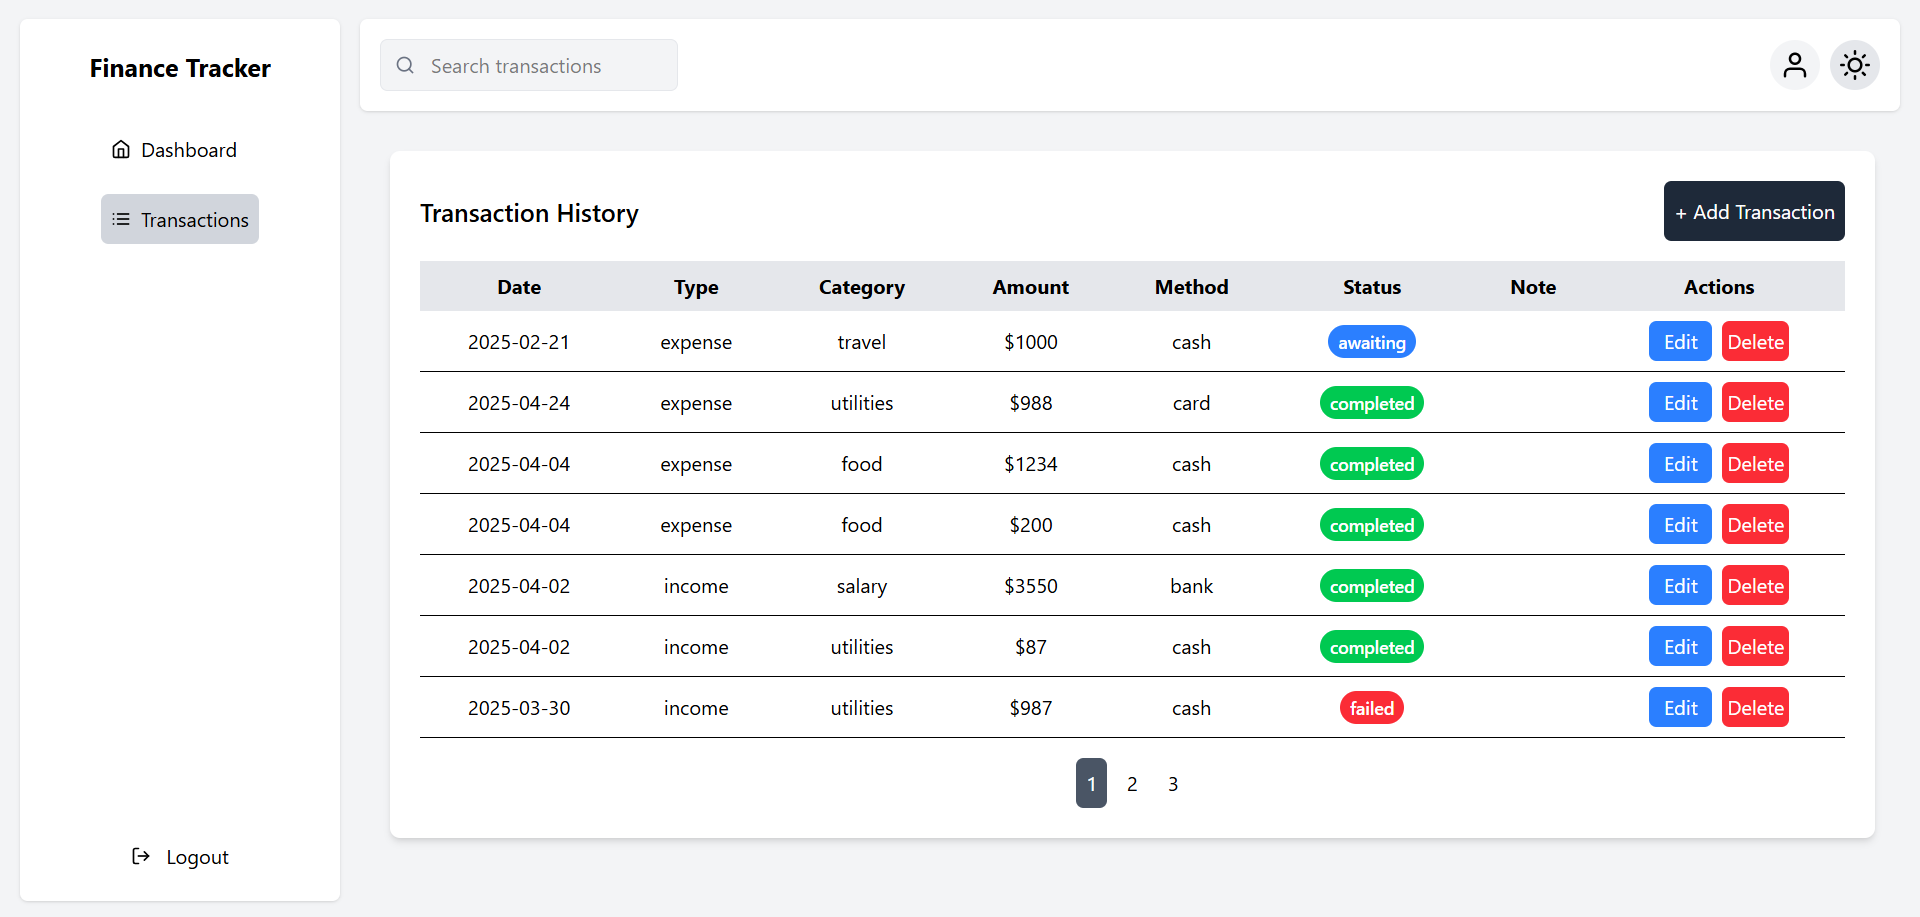 Finance Tracker
Dashboard
Transactions
Logout
Search transactions
Transaction History
+ Add Transaction
Date Type Category Amount Method Status Note Actions
2025-02-21 expense travel $1000 cash awaiting Edit Delete
2025-04-24 expense utilities $988 card completed Edit Delete
2025-04-04 expense food $1234 cash completed Edit Delete
2025-04-04 expense food $200 cash completed Edit Delete
2025-04-02 income salary $3550 bank completed Edit Delete
2025-04-02 income utilities $87 cash completed Edit Delete
2025-03-30 income utilities $987 cash failed Edit Delete
1 2 3